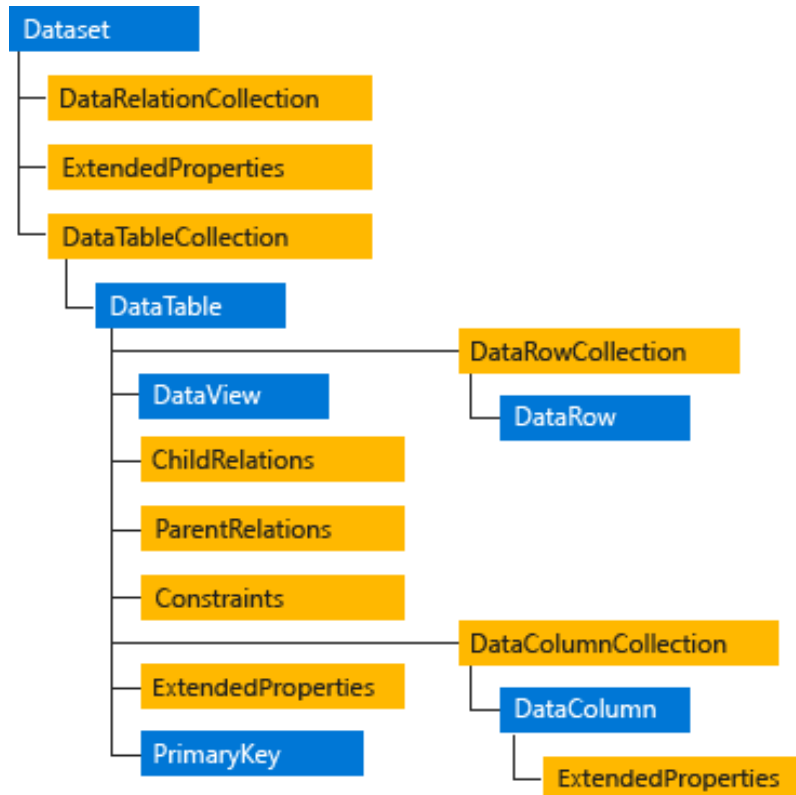 Dataset
DataRelationCollection
ExtendedProperties
DataTableCollection
DataTable
DataRowCollection
DataView
DataRow
ChildRelations
ParentRelations
Constraints
DataColumnCollection
ExtendedProperties
DataColumn
PrimaryKey
ExtendedProperties